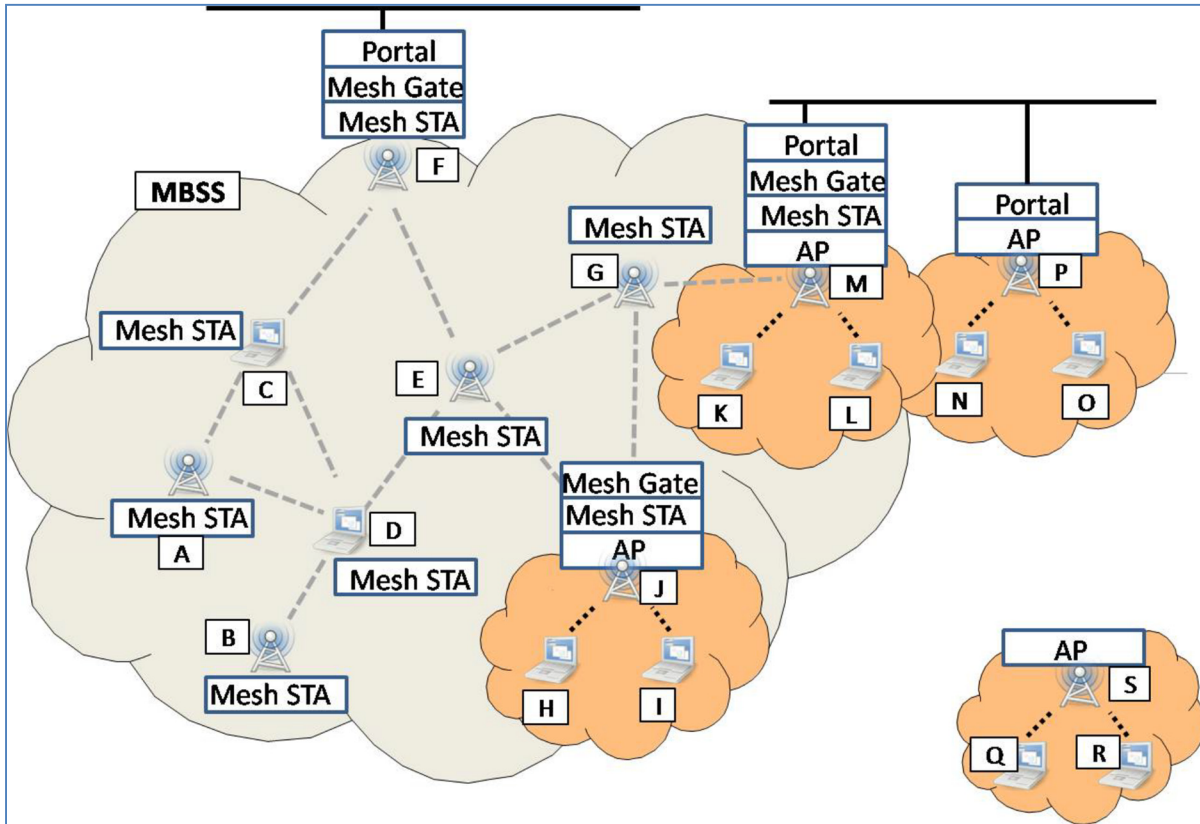 Portal
Mesh Gate
Mesh STA
F
MBSS
Portal
Mesh Gate
Mesh STA
AP
M
Portal
AP
P
Mesh STA
G
Mesh STA
C
E
Mesh STA
K
L
N
O
Mesh STA
A
D
Mesh STA
Mesh Gate
Mesh STA
AP
J
B
Mesh STA
H
I
AP
S
Q
R